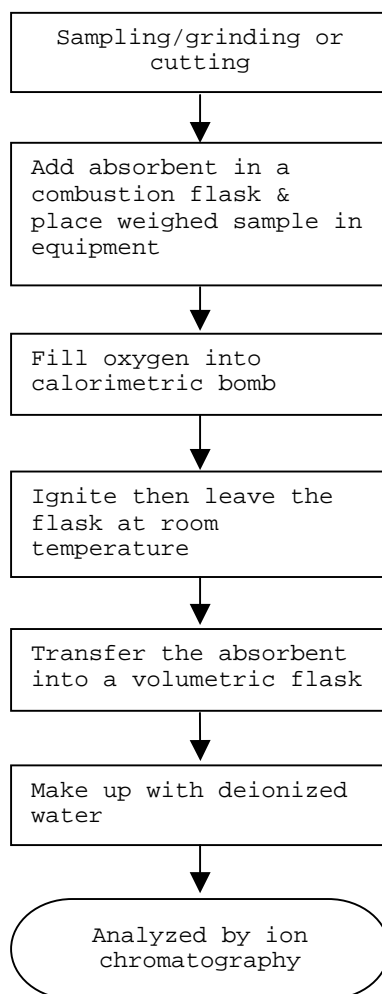 Sampling/grinding or
cutting
Add absorbent in a
combustion flask &
place weighed sample in
equipment
Fill oxygen into
calorimetric bomb
Ignite then leave the
flask at room
temperature
Transfer the absorbent
into a volumetric flask
Make up with deionized
water
Analyzed by ion
chromatography